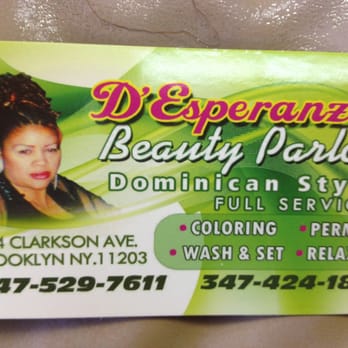 D'Esperanz
Beauty Parlo
Dominican Sty
FULL SERVIC
• COLORING • PERM
• WASH & SET • RELA
4 CLARKSON AVE.
OOKLYN NY.11203
47-529-7611 347-424-18